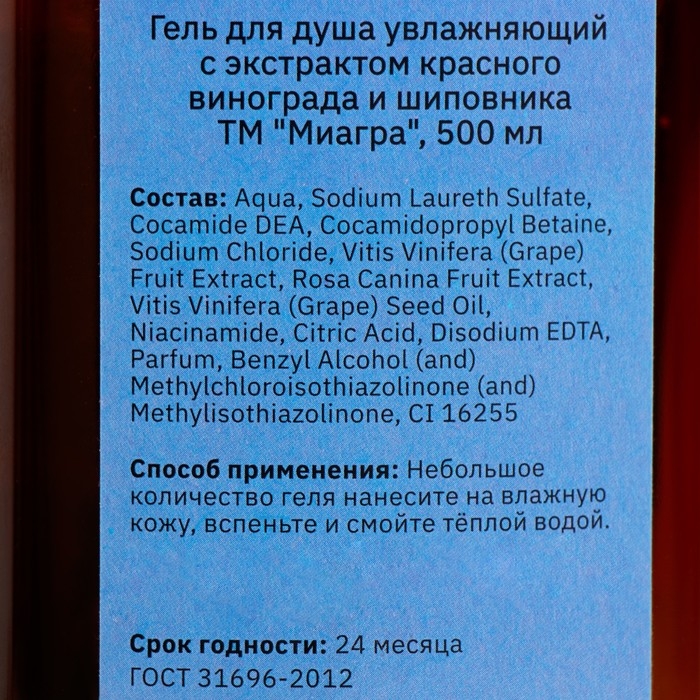 Гель для душа увлажняющий
с экстрактом красного
винограда и шиповника
ТМ "Миагра", 500 мл
Состав: Aqua, Sodium Laureth Sulfate,
Cocamide DEA, Cocamidopropyl Betaine,
Sodium Chloride, Vitis Vinifera (Grape)
Fruit Extract, Rosa Canina Fruit Extract,
Vitis Vinifera (Grape) Seed Oil,
Niacinamide, Citric Acid, Disodium EDTA,
Parfum, Benzyl Alcohol (and)
Methylchloroisothiazolinone (and)
Methylisothiazolinone, CI 16255
Способ применения: Небольшое
количество геля нанесите на влажную
кожу, вспеньте и смойте тёплой водой.
Срок годности: 24 месяца
ГОСТ 31696-2012